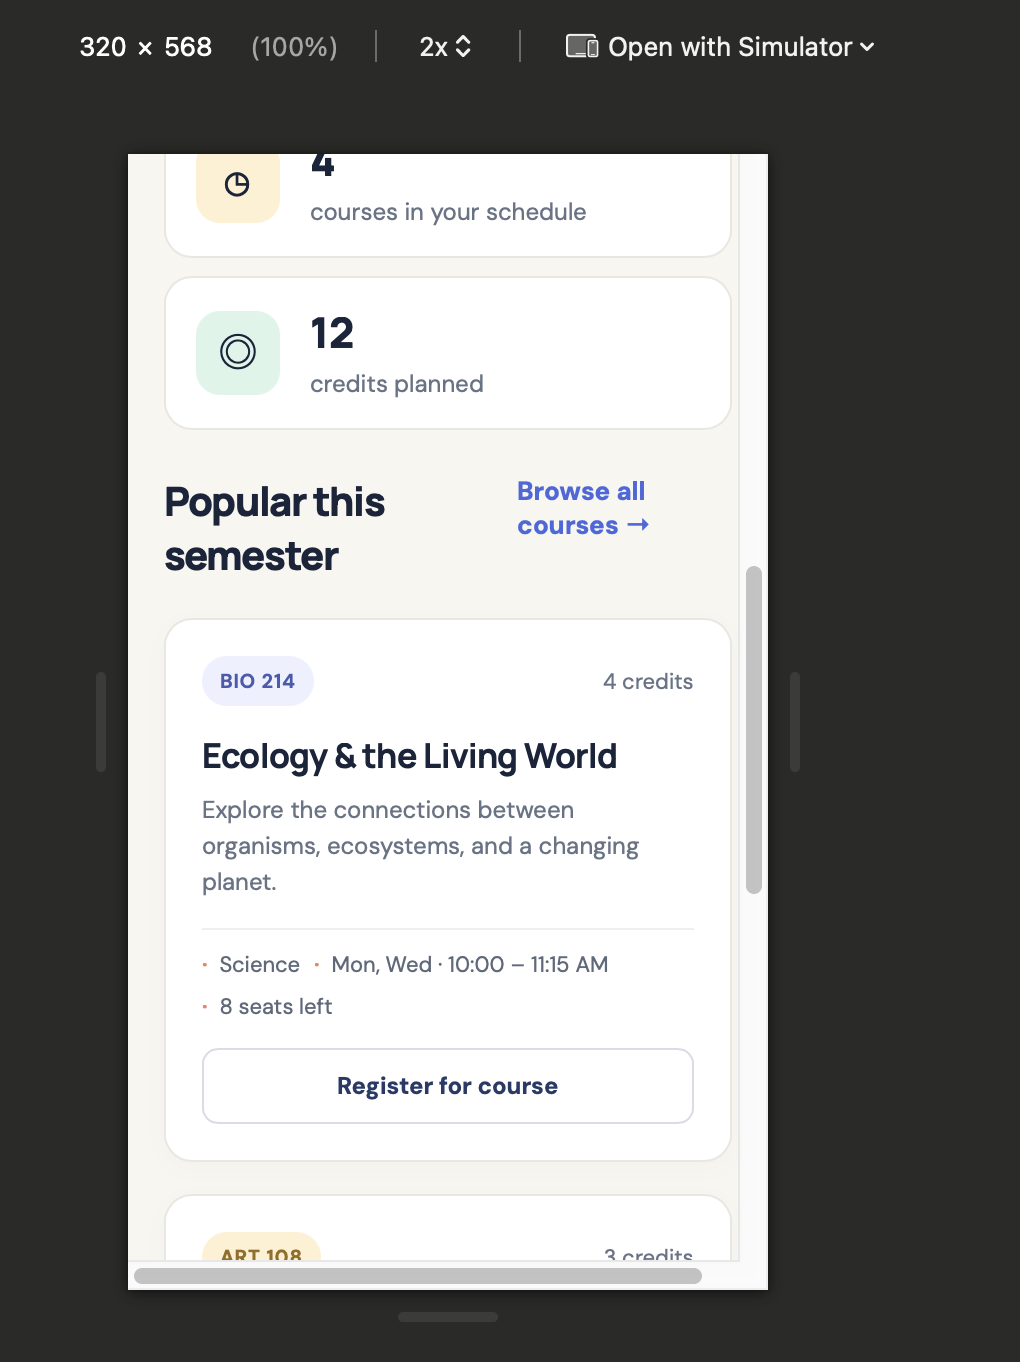 320 × 568 (100%) 2x Open with Simulator
4
courses in your schedule
12
credits planned
Popular this
semester
Browse all
courses →
BIO 214
4 credits
Ecology & the Living World
Explore the connections between
organisms, ecosystems, and a changing
planet.
· Science · Mon, Wed · 10:00 – 11:15 AM
· 8 seats left
Register for course
ART 108
3 credits